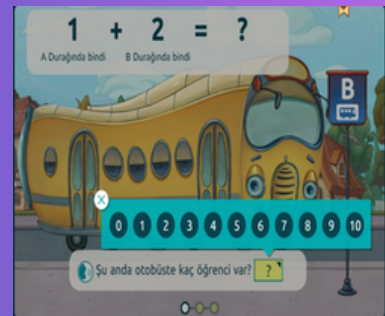 1 + 2 = ?
A Durağında bindi B Durağında bindi
B
X
0 1 2 3 4 5 6 7 8 9 10
Şu anda otobüste kaç öğrenci var? ?